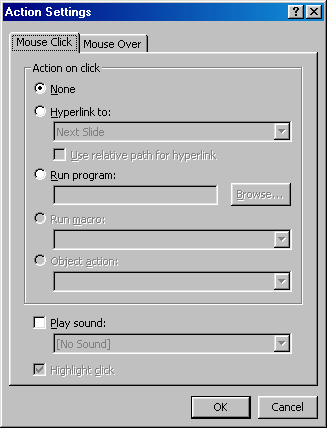 Action Settings
Mouse Click Mouse Over
Action on click
None
Hyperlink to:
Next Slide
Use relative path for hyperlink
Run program:
Browse...
Run macro:
Object action:
Play sound:
[No Sound]
Highlight click
OK Cancel